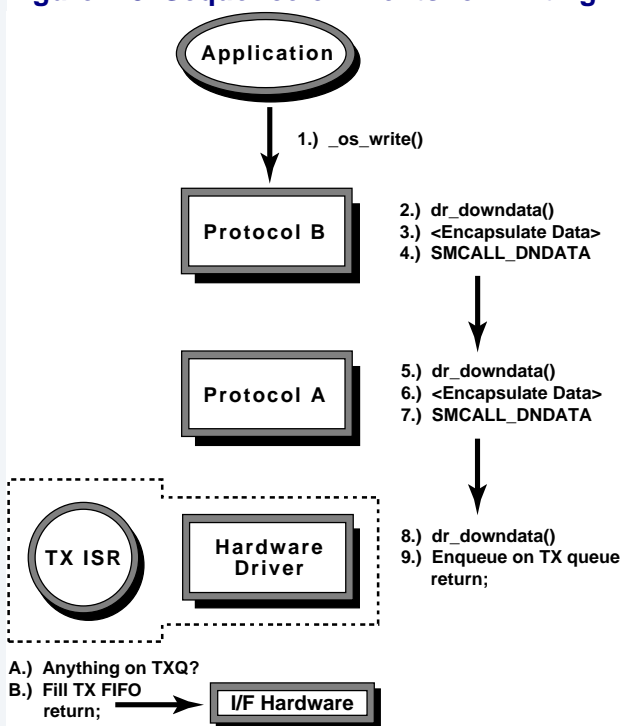 Application
1.) _os_write()
Protocol B
2.) dr_downdata()
3.) <Encapsulate Data>
4.) SMCALL_DNDATA
Protocol A
5.) dr_downdata()
6.) <Encapsulate Data>
7.) SMCALL_DNDATA
TX ISR
Hardware
Driver
8.) dr_downdata()
9.) Enqueue on TX queue
return;
A.) Anything on TXQ?
B.) Fill TX FIFO
return;
I/F Hardware